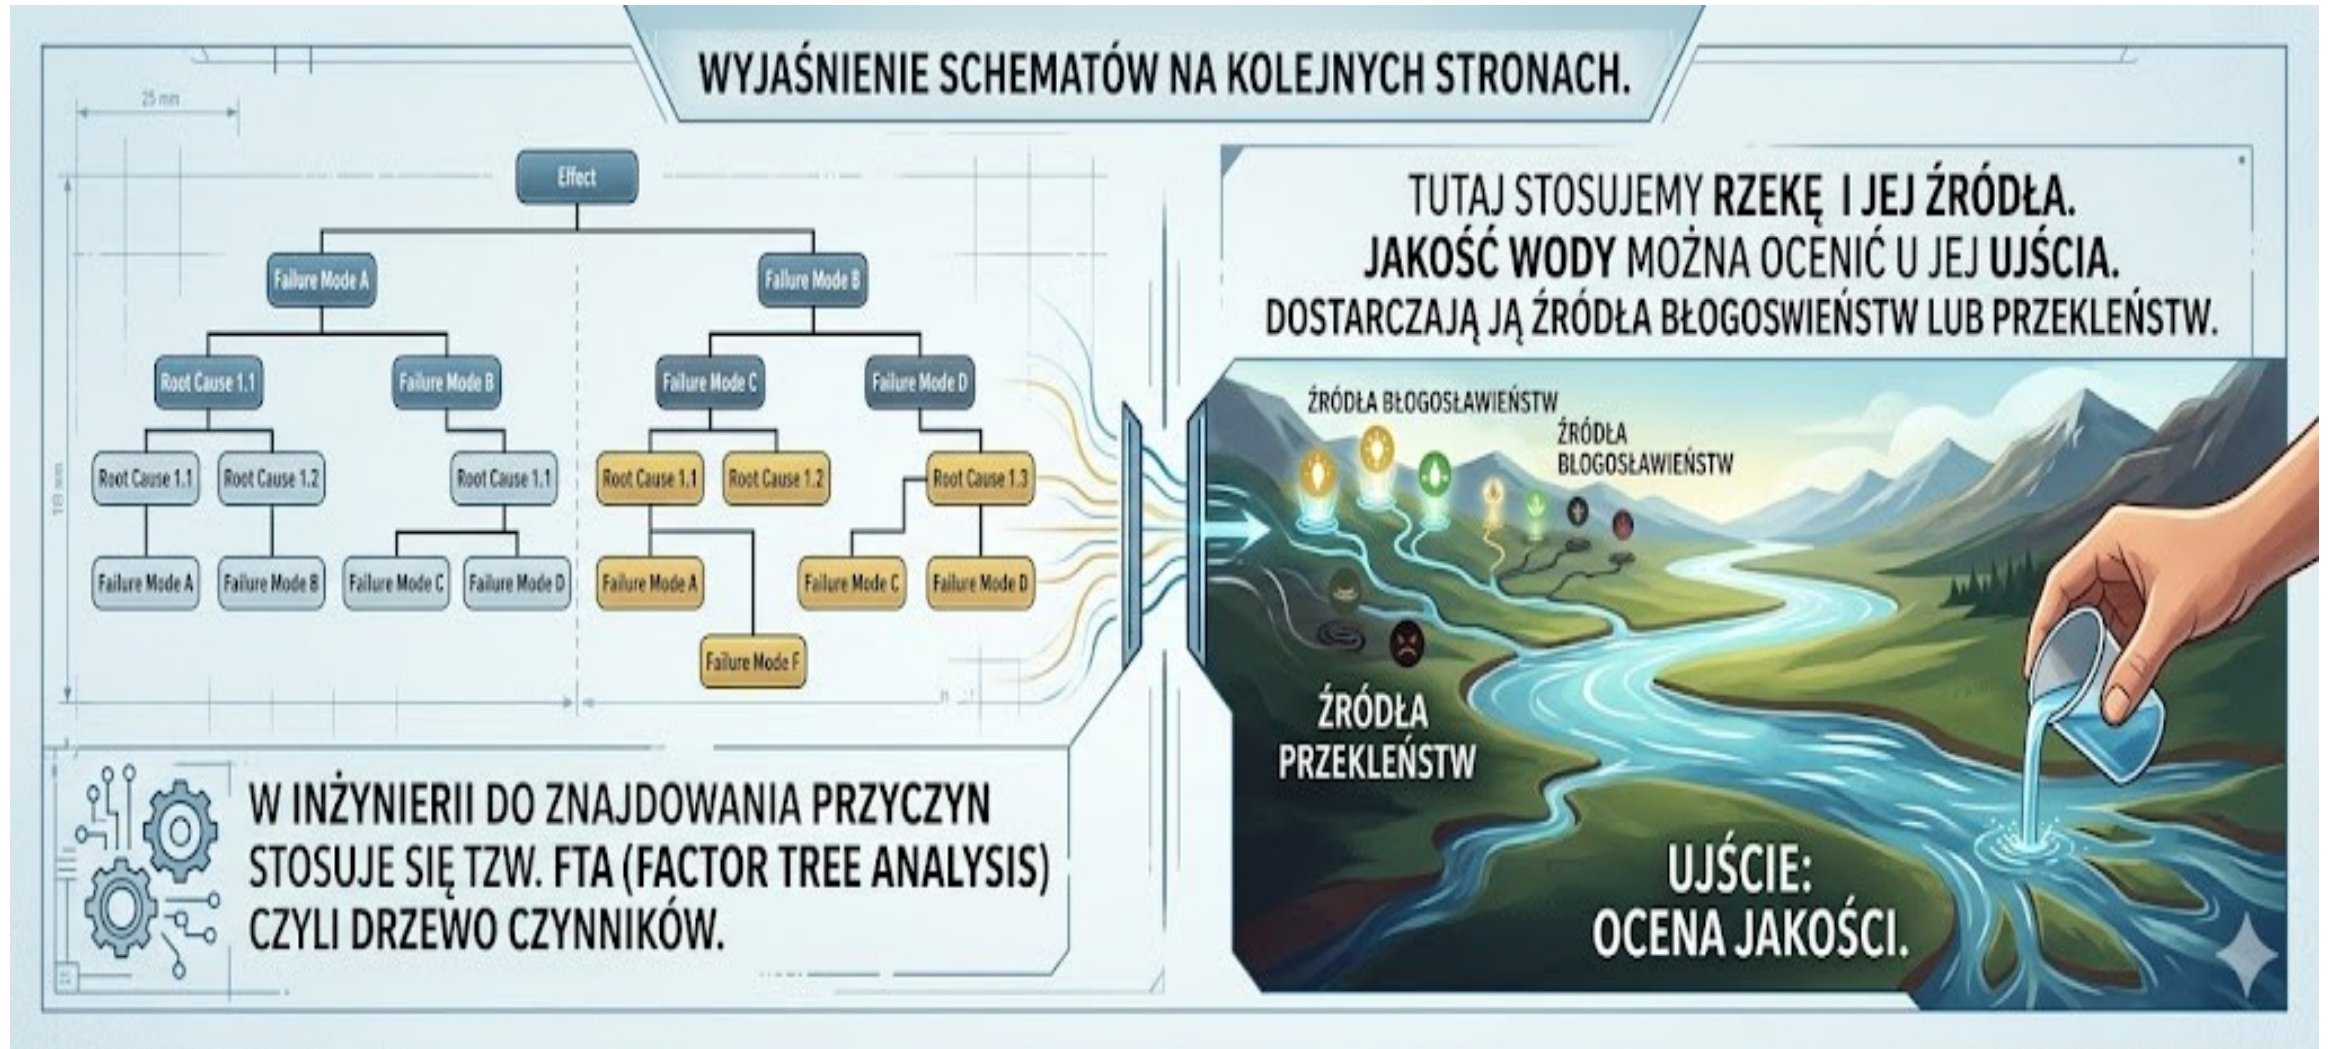 WYJAŚNIENIE SCHEMATÓW NA KOLEJNYCH STRONACH.
25 mm
Effect
Failure Mode A
Failure Mode B
Root Cause 1.1
Failure Mode B
Failure Mode C
Failure Mode D
Root Cause 1.1
Root Cause 1.2
Root Cause 1.1
Root Cause 1.1
Root Cause 1.2
Root Cause 1.3
Failure Mode A
Failure Mode B
Failure Mode C
Failure Mode D
Failure Mode A
Failure Mode C
Failure Mode D
Failure Mode F
W INŻYNIERII DO ZNAJDOWANIA PRZYCZYN
STOSUJE SIĘ TZW. FTA (FACTOR TREE ANALYSIS)
CZYLI DRZEWO CZYNNIKÓW.
TUTAJ STOSUJEMY RZEKĘ I JEJ ŹRÓDŁA.
JAKOŚĆ WODY MOŻNA OCENIĆ U JEJ UJŚCIA.
DOSTARCZAJĄ JĄ ŹRÓDŁA BŁOGOSWIEŃSTW LUB PRZEKLEŃSTW.
ŹRÓDŁA BŁOGOSŁAWIEŃSTW
ŹRÓDŁA
BLOGOSŁAWIEŃSTW
ŹRÓDŁA
PRZEKLEŃSTW
UJŚCIE:
OCENA JAKOŚCI.